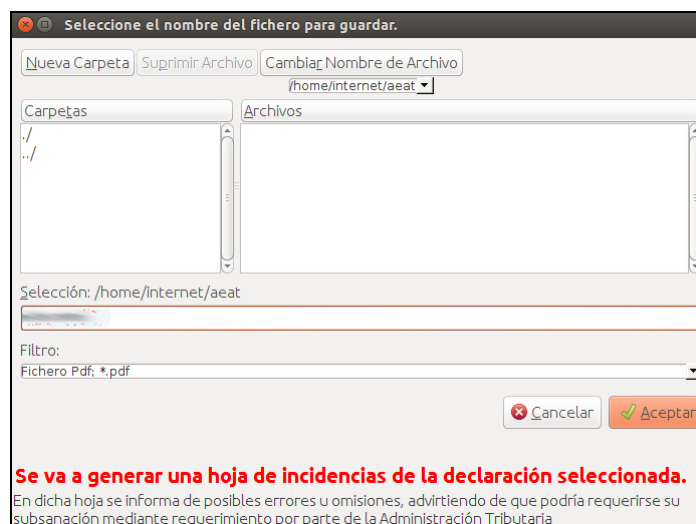 Seleccione el nombre del fichero para guardar.
Nueva Carpeta Suprimir Archivo Cambiar Nombre de Archivo
/home/internet/aeat
Carpetas Archivos
./
../
Selección: /home/internet/aeat
Filtro:
Fichero Pdf; *.pdf
Cancelar Aceptar
Se va a generar una hoja de incidencias de la declaración seleccionada.
En dicha hoja se informa de posibles errores u omisiones, advirtiendo de que podría requerirse su
subsanación mediante requerimiento por parte de la Administración Tributaria